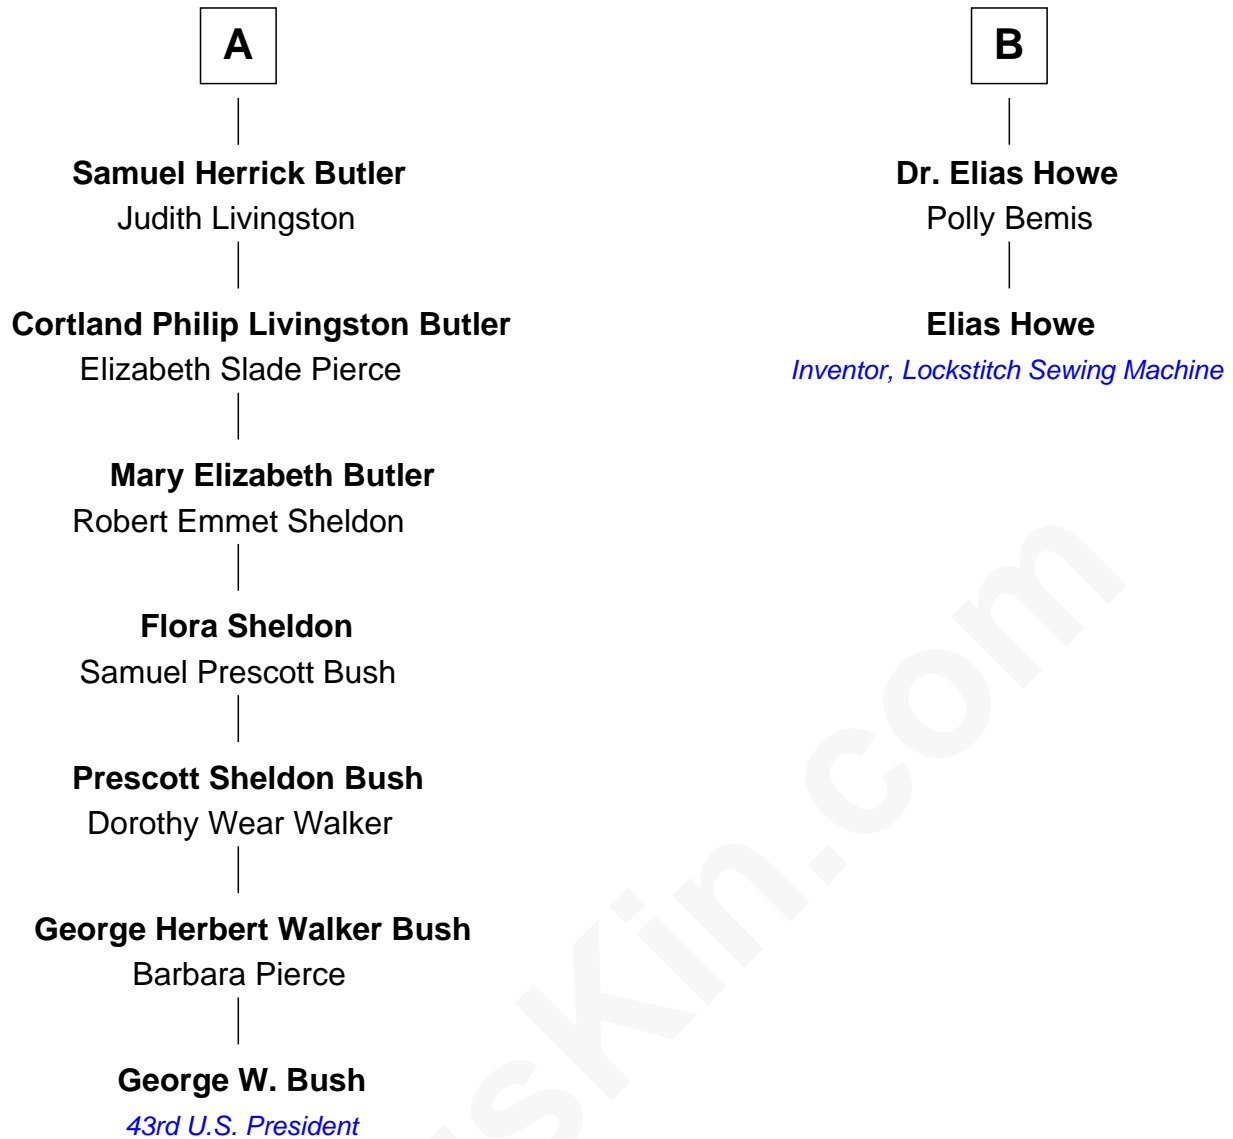 A
Samuel Herrick Butler
Judith Livingston
Cortland Philip Livingston Butler
Elizabeth Slade Pierce
Mary Elizabeth Butler
Robert Emmet Sheldon
Flora Sheldon
Samuel Prescott Bush
Prescott Sheldon Bush
Dorothy Wear Walker
George Herbert Walker Bush
Barbara Pierce
George W. Bush
43rd U.S. President
B
Dr. Elias Howe
Polly Bemis
Elias Howe
Inventor, Lockstitch Sewing Machine
sKin.com